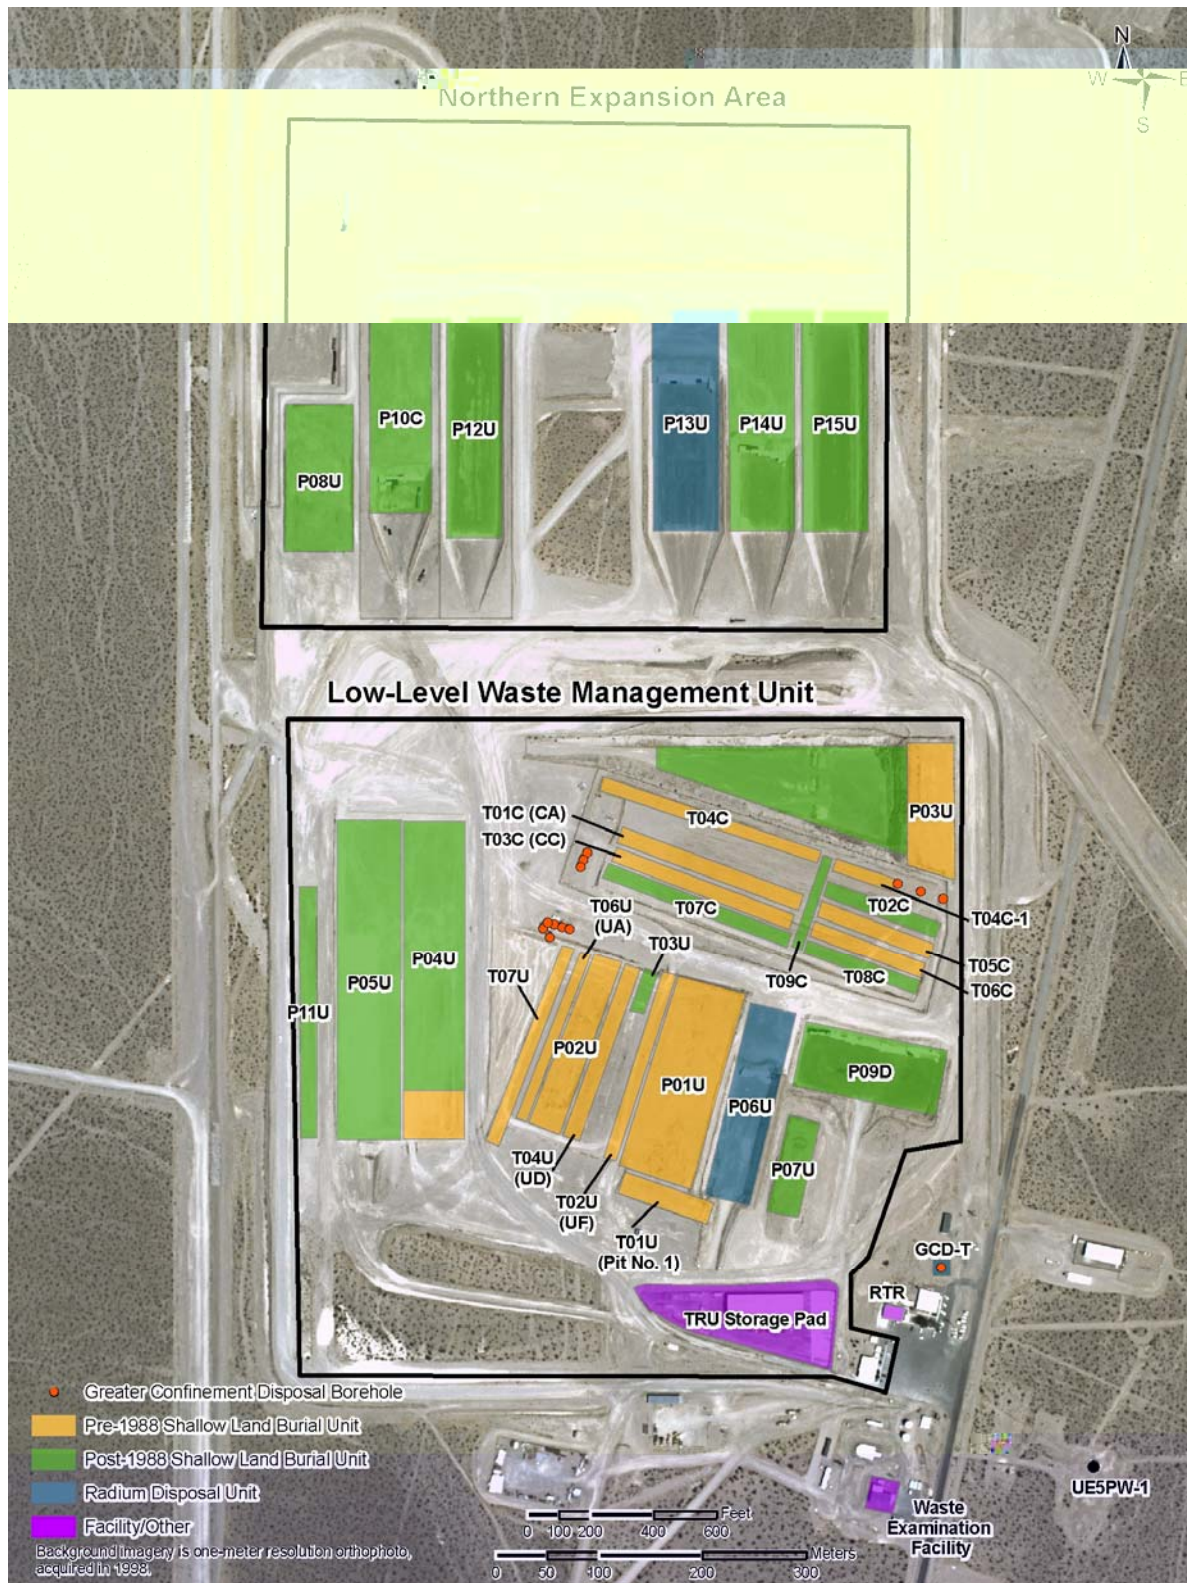 N
W E
S
Northern Expansion Area
P10C
P12U
P13U
P14U
P15U
P08U
Low-Level Waste Management Unit
T01C (CA)
T03C (CC)
T04C
P03U
T06U
(UA)
T07C
T02C
T04C-1
T03U
T05C
T07U
T09C
T08C
T06C
P04U
P05U
P11U
P02U
P01U
P09D
P06U
P07U
T04U
(UD)
T02U
(UF)
T01U
(Pit No. 1)
GCD-T
RTR
TRU Storage Pad
Greater Confinement Disposal Borehole
Pre-1988 Shallow Land Burial Unit
Post-1988 Shallow Land Burial Unit
Radium Disposal Unit
Facility/Other
Background imagery is one-meter resolution orthophoto,
acquired in 1998.
UE5PW-1
Waste
Examination
Facility
Feet
0 100 200 400 600
Meters
0 50 100 200 300